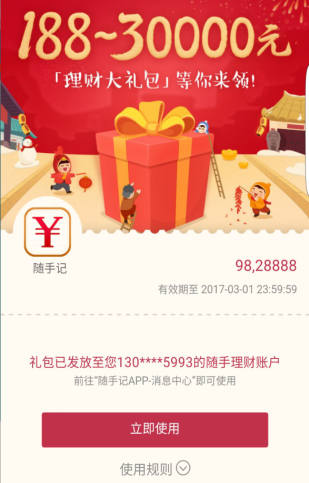 188~30000元
「理财大礼包」等你来领!
¥
随手记
98,28888
有效期至 2017-03-01 23:59:59
礼包已发放至您130****5993的随手理财账户
前往“随手记APP-消息中心”即可使用
立即使用
使用规则